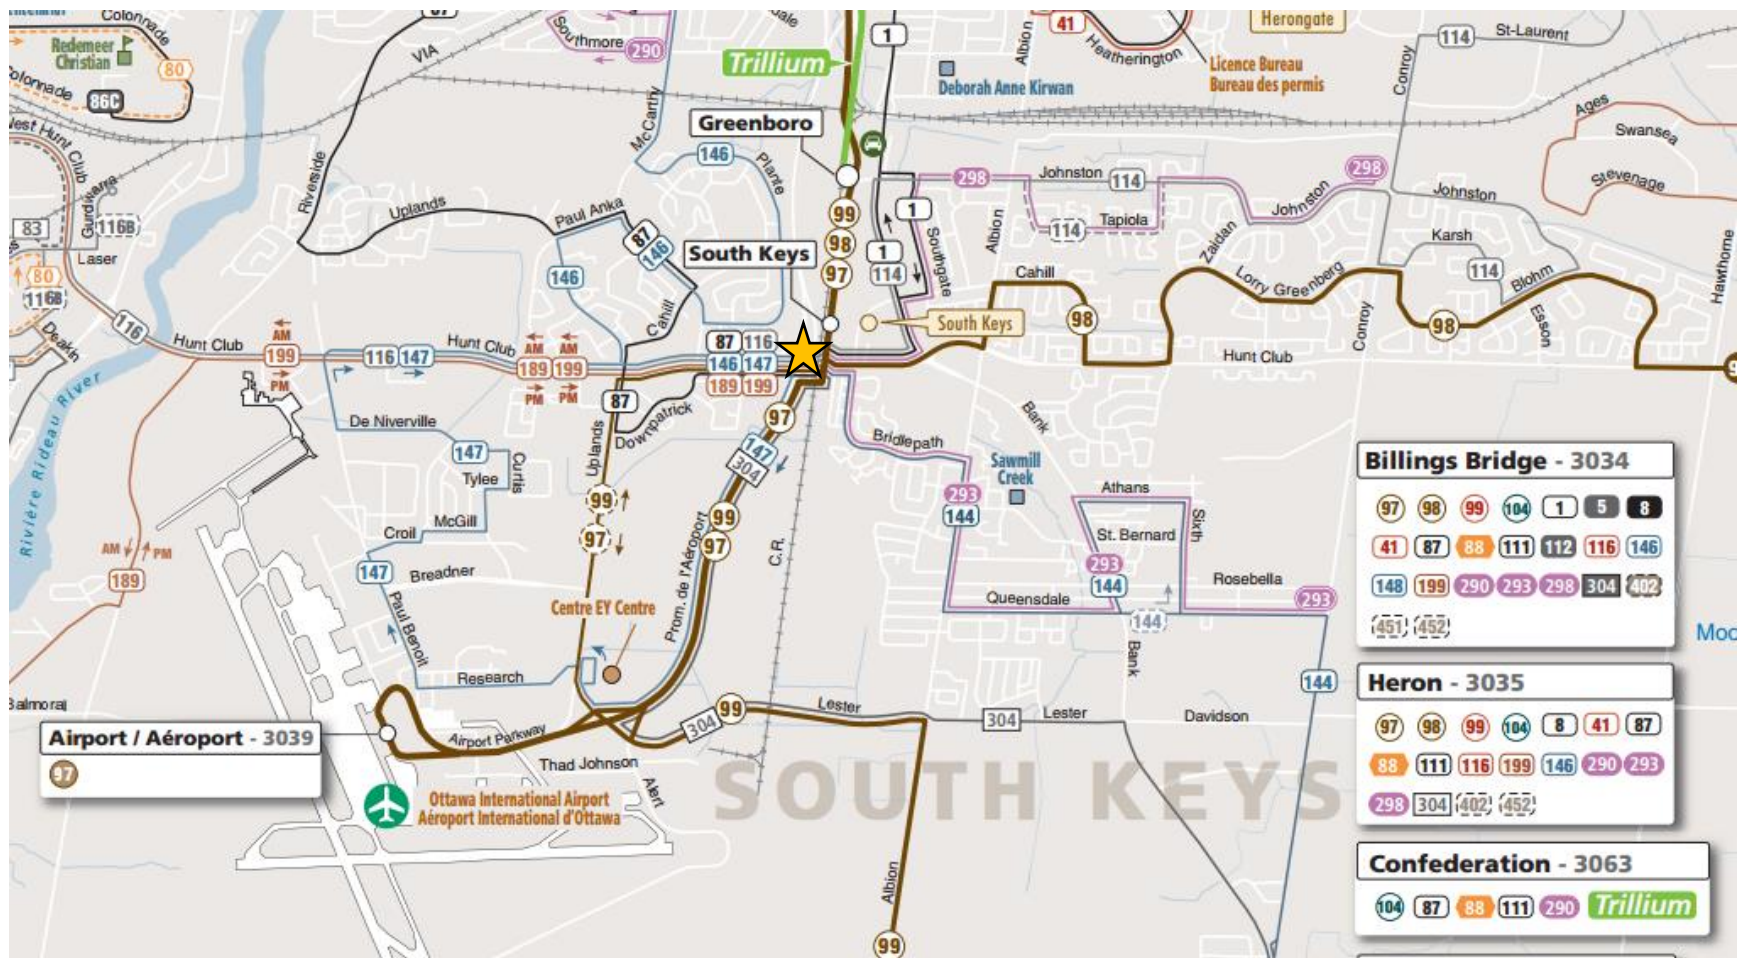 Colonnade
Redemeer
Christian
80
Colonnade
86C
West Hunt Club
Gurdwara
83
116B
Laser
80
116B
Deakin
116
Rivière Rideau River
VIA
Southmore
290
McCarthy
Riverside
Uplands
Paul Anka
87
146
146
146
Plante
Cahill
Trillium
Greenboro
99
98
97
South Keys
1
Albion
41
Heatherington
Herongate
Licence Bureau
Bureau des permis
Deborah Anne Kirwan
Conroy
114
St-Laurent
Ages
Swansea
Stevenage
298
Johnston
114
298
Johnston
Johnston
1
1
114
Southgate
Albion
114
Tapiola
Zaidan
Karsh
114
Blohm
Hawthorne
Cahill
98
Lorry Greenberg
Conroy
98
Esson
South Keys
Hunt Club
Hunt Club
AM
199
PM
116
147
Hunt Club
AM
AM
189
199
PM
PM
87
116
146
147
189
199
87
Downpatrick
97
147
304
De Niverville
147
Curtis
Tylee
McGill
Croil
147
Breadner
Paul Benoit
Research
AM
PM
189
Uplands
99
97
99
97
Prom. de l'Aéroport
C.R.
Centre EY Centre
Bank
Bridlepath
Sawmill
Creek
293
144
Athans
St. Bernard
Sixth
293
144
Queensdale
Rosebella
293
144
Bank
144
Lester
304
99
304
Lester
Davidson
Airport / Aéroport - 3039
97
Airport Parkway
Thad Johnson
Alert
Ottawa International Airport
Aéroport International d'Ottawa
SOUTH KEYS
Albion
99
Billings Bridge - 3034
97 98 99 104 1 5 8
41 87 88 111 112 116 146
148 199 290 293 298 304 402
451 452
Heron - 3035
97 98 99 104 8 41 87
88 111 116 199 146 290 293
298 304 402 452
Confederation - 3063
104 87 88 111 290 Trillium